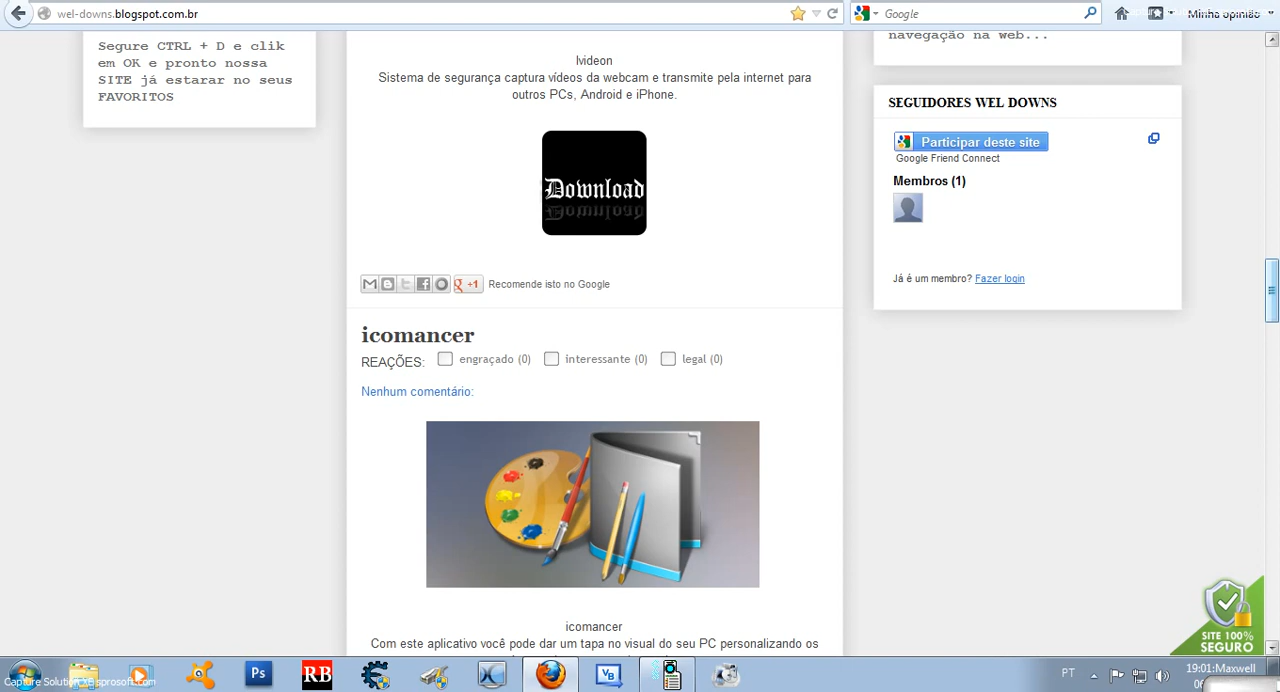 wel-downs.blogspot.com.br
Google
Minha opinião
Segure CTRL + D e clik
em OK e pronto nossa
SITE já estarar no seus
FAVORITOS
Ivideon
Sistema de segurança captura vídeos da webcam e transmite pela internet para
outros PCs, Android e iPhone.
Download
Recomende isto no Google
+1
icomancer
REAÇÕES:
engraçado (0)
interessante (0)
legal (0)
Nenhum comentário:
icomancer
Com este aplicativo você pode dar um tapa no visual do seu PC personalizando os
navegação na web...
SEGUIDORES WEL DOWNS
Participar deste site
Google Friend Connect
Membros (1)
Já é um membro? Fazer login
SITE 100%
SEGURO
Ps
RB
VB
PT
19:01:Maxwell